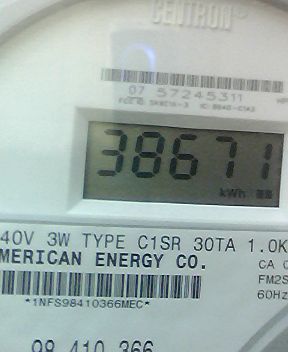 CENTRON®
07 57245311
38671
kWh
40V 3W TYPE C1SR 30TA 1.0K
MERICAN ENERGY CO.
CA 0
FM2S
60Hz
*1NFS98410366MEC*
98 410 366